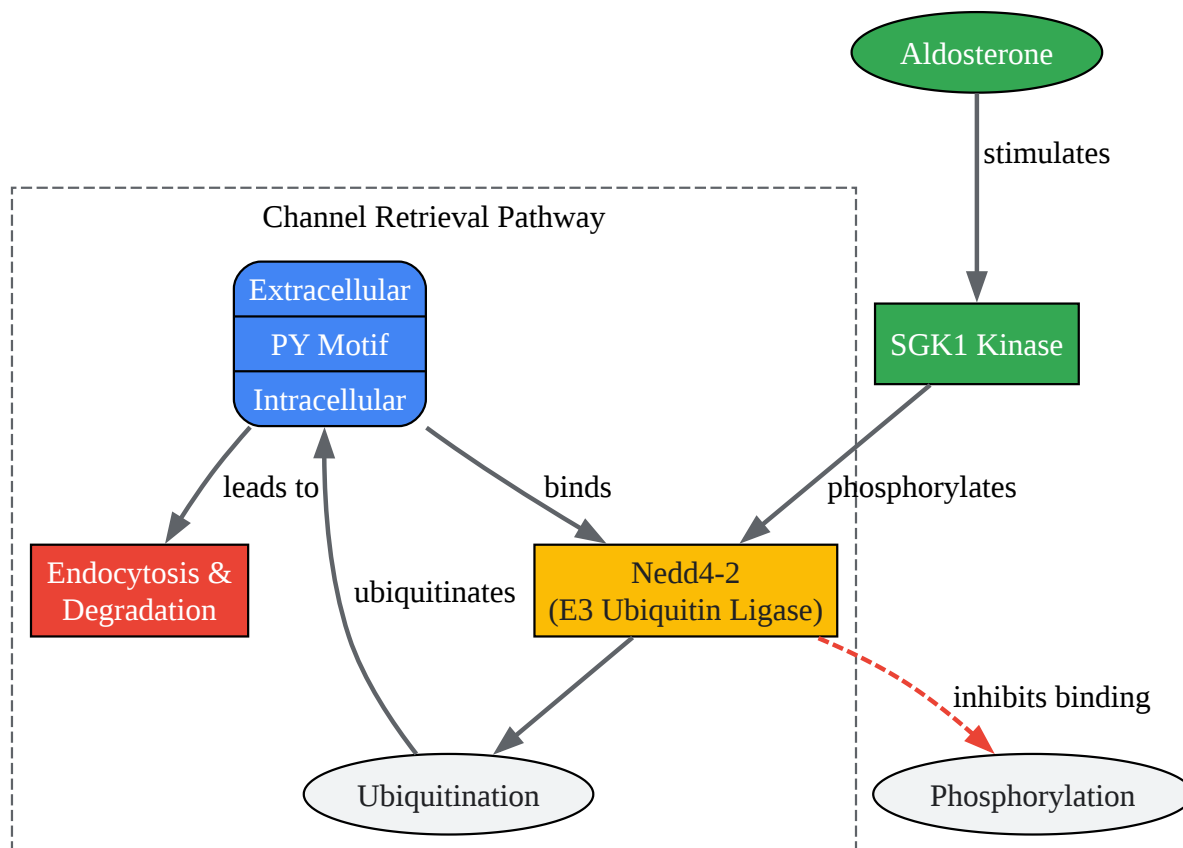 Aldosterone
stimulates
Channel Retrieval Pathway
Extracellular
PY Motif
Intracellular
SGK1 Kinase
leads to
binds
phosphorylates
Endocytosis &
Degradation
ubiquitinates
Nedd4-2
(E3 Ubiquitin Ligase)
inhibits binding
Ubiquitination
Phosphorylation